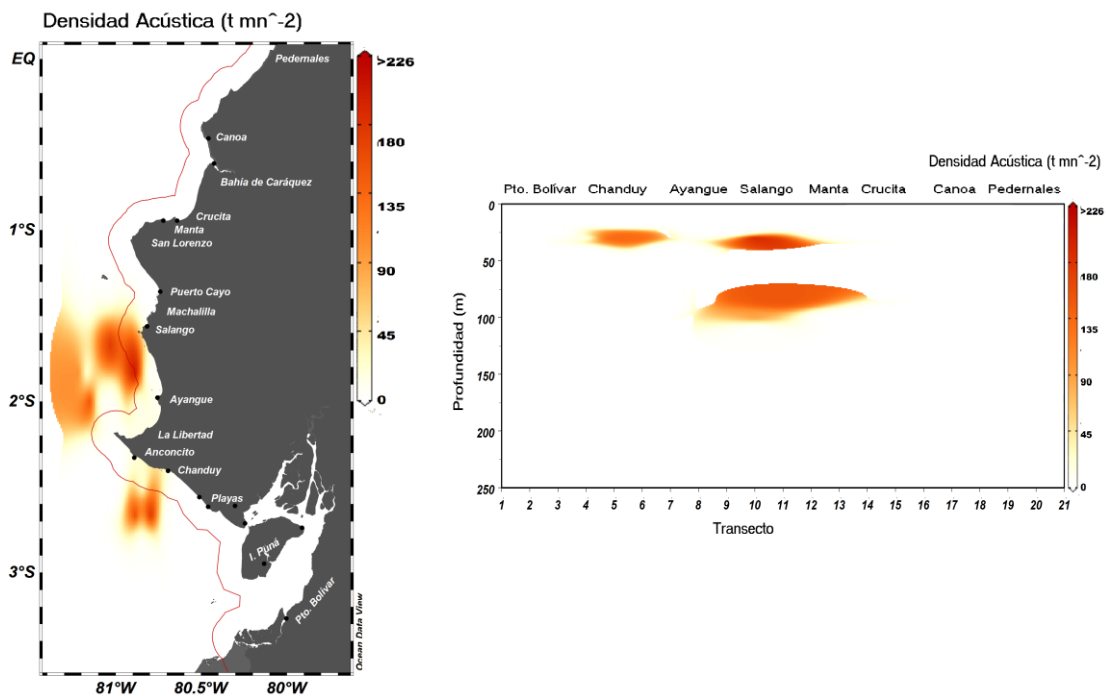 Densidad Acústica (t mn^-2)
EQ
1°S
2°S
3°S
81°W
80.5°W
80°W
Pedernales
Canoa
Bahía de Caráquez
Crucita
Manta
San Lorenzo
Puerto Cayo
Machalilla
Salango
Ayangue
La Libertad
Anconcito
Chanduy
Playas
I. Puná
Pto. Bolívar
Ocean Data View
>226
180
135
90
45
0
Densidad Acústica (t mn^-2)
Pto. Bolívar Chanduy Ayangue Salango Manta Crucita Canoa Pedernales
0
50
100
150
200
250
Profundidad (m)
1 2 3 4 5 6 7 8 9 10 11 12 13 14 15 16 17 18 19 20 21
Transecto
>226
180
135
90
45
0